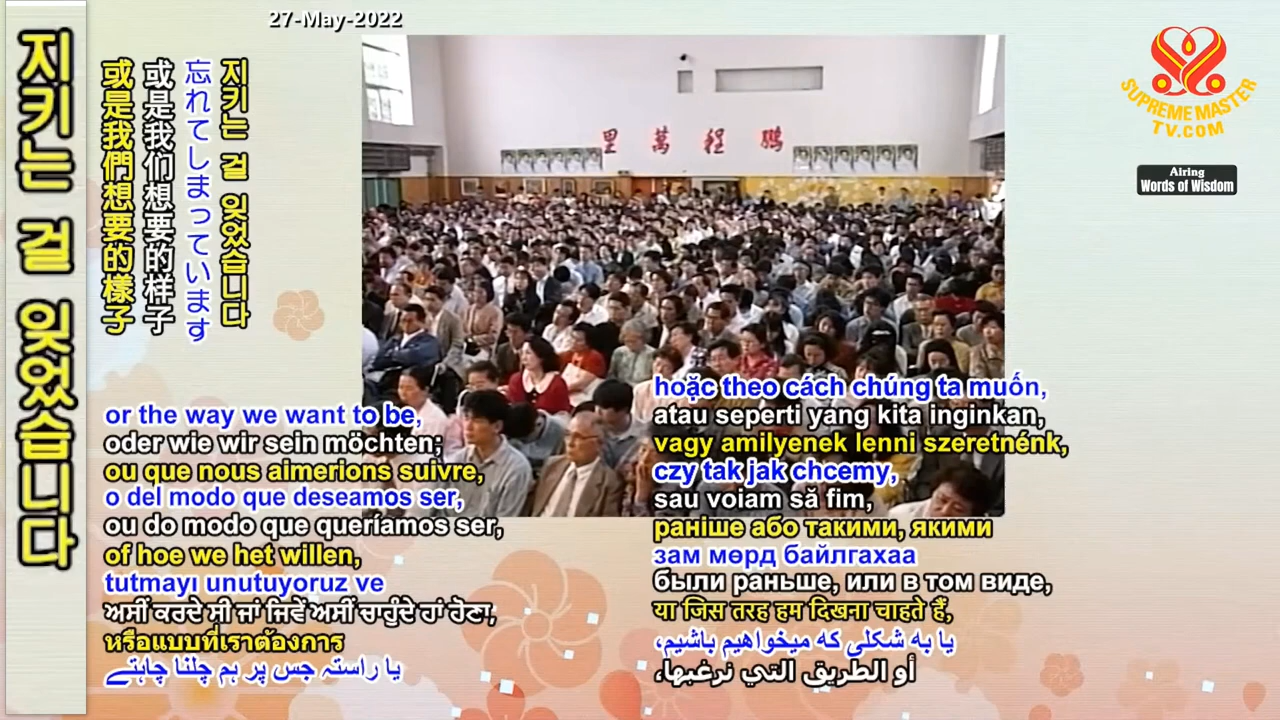 27-May-2022
지키는 걸 잊었습니다
或是我們想要的樣子
或是我们想要的样子
忘れてしまっています
지키는 걸 잊었습니다
里萬程鵬
SUPREME MASTER
TV.COM
Airing
Words of Wisdom
or the way we want to be,
oder wie wir sein möchten;
ou que nous aimerions suivre,
o del modo que deseamos ser,
ou do modo que queríamos ser,
of hoe we het willen,
tutmayı unutuyoruz ve
ਅਸੀਂ ਕਰਦੇ ਸੀ ਜਾਂ ਜਿਵੇਂ ਅਸੀਂ ਚਾਹੁੰਦੇ ਹਾਂ ਹੋਣਾ,
หรือแบบที่เราต้องการ
یا راستہ جس پر ہم چلنا چاہتے
hoặc theo cách chúng ta muốn,
atau seperti yang kita inginkan,
vagy amilyenek lenni szeretnénk,
czy tak jak chcemy,
sau voiam să fim,
раніше або такими, якими
зам мөрд байлгахаа
были раньше, или в том виде,
या जिस तरह हम दिखना चाहते हैं,
یا به شکلی که میخواهیم باشیم،
أو الطريق التي نرغبها،